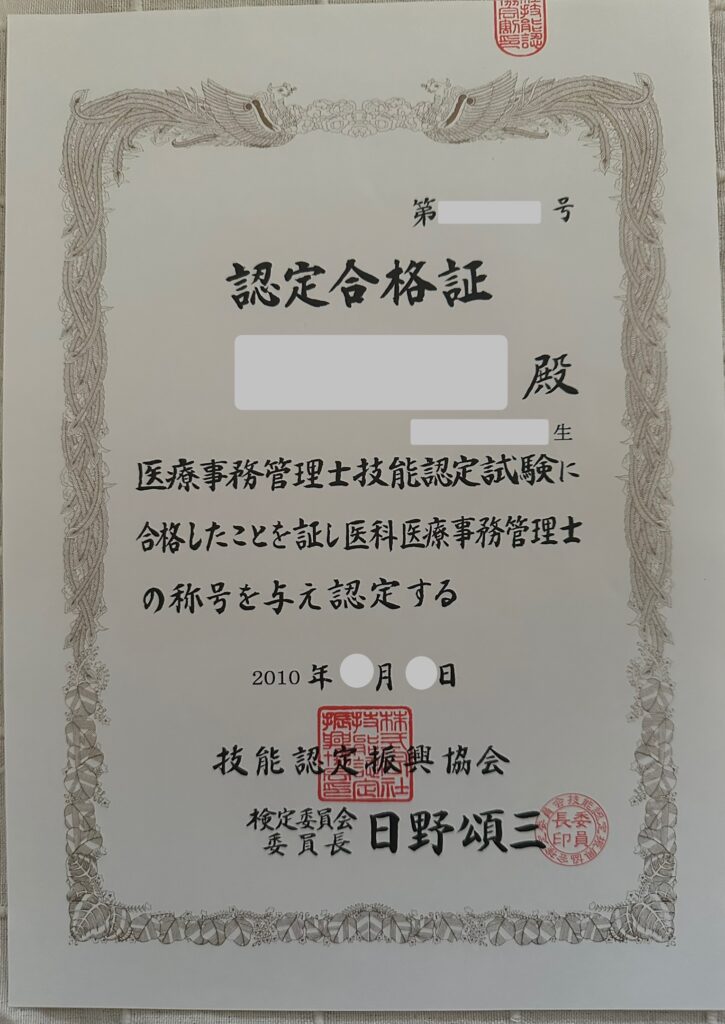 第 号
認定合格証
殿
生
医療事務管理士技能認定試験に
合格したことを証し医科医療事務管理士
の称号を与え認定する
2010年 月 日
技能認定振興協会
検定委員会
委員長 日野頌三
委員
長印